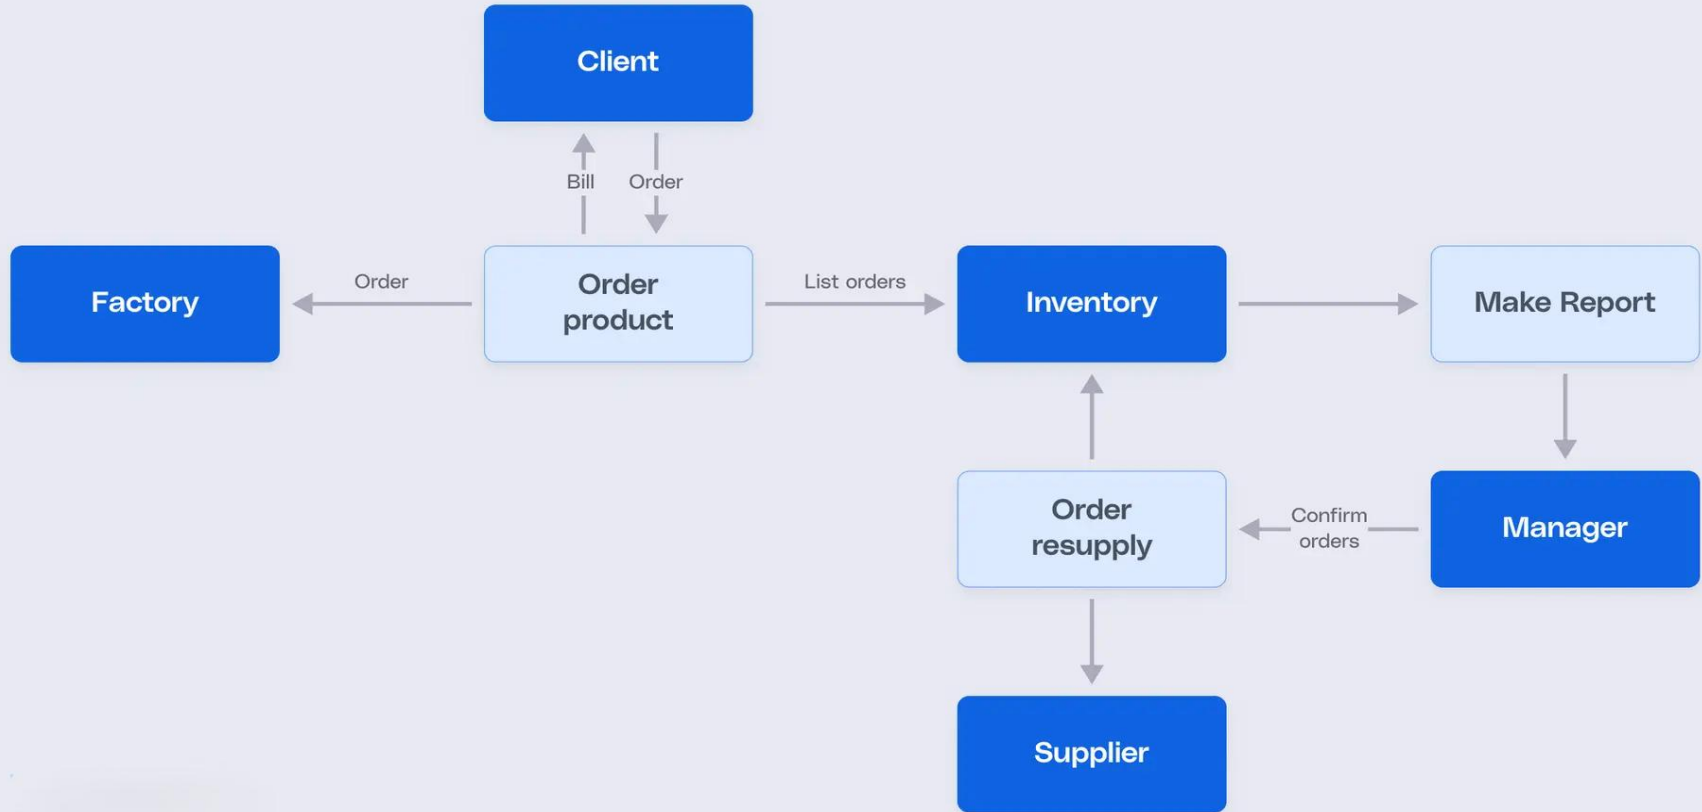 Client
Bill
Order
Factory
Order
Order
product
List orders
Inventory
Make Report
Order
resupply
Confirm
orders
Manager
Supplier